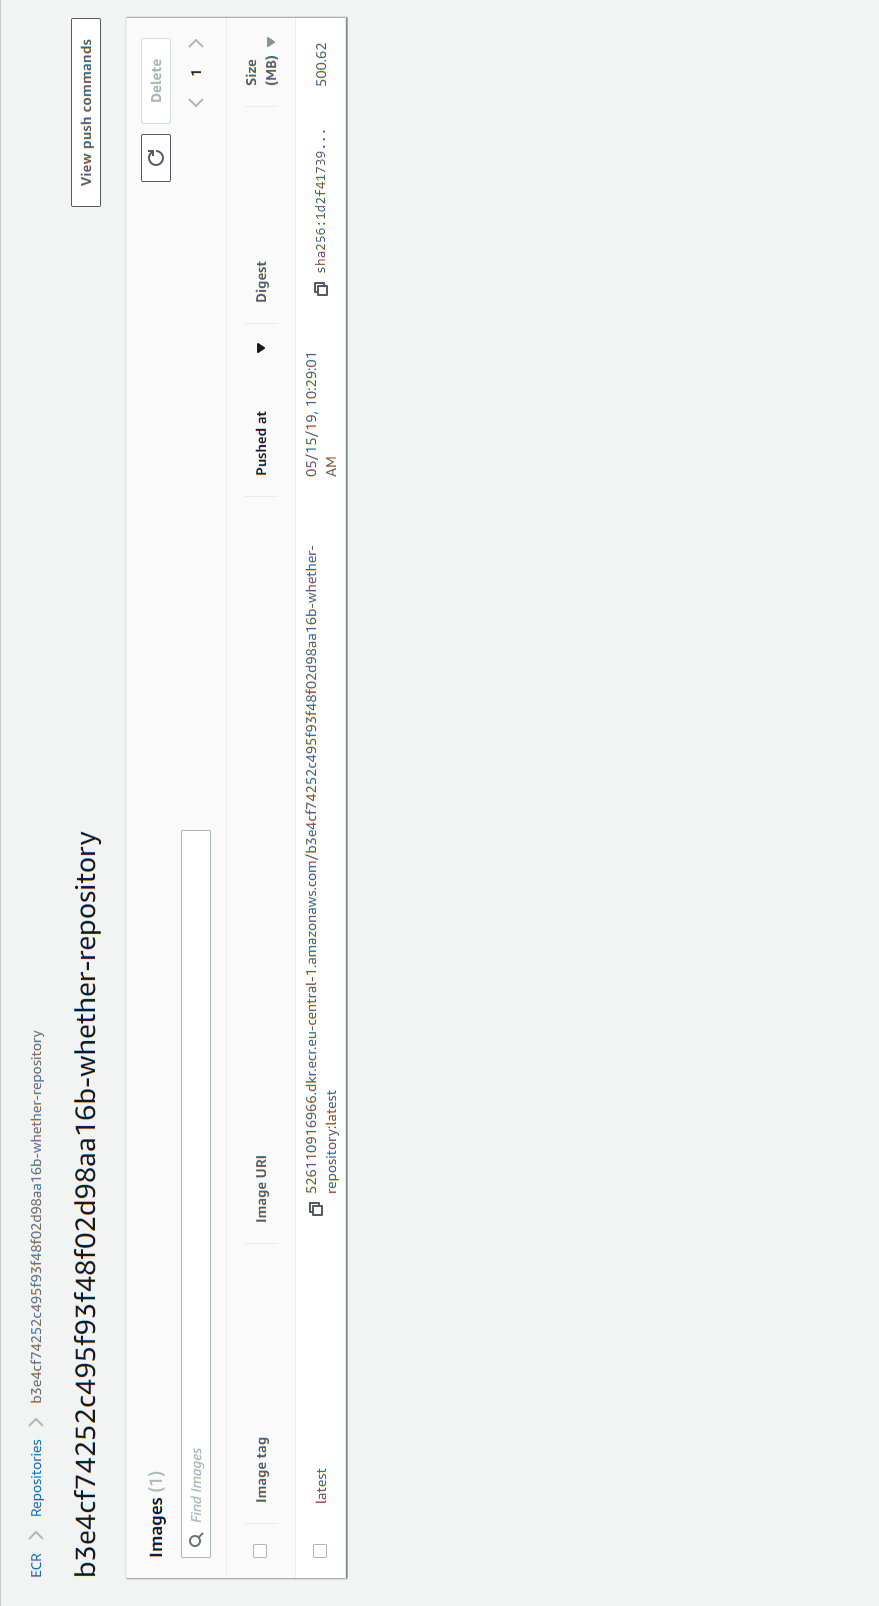 ECR > Repositories > b3e4cf74252c495f93f48f02d98aa16b-whether-repository
b3e4cf74252c495f93f48f02d98aa16b-whether-repository
View push commands
Images (1)
Delete
Find Images
1
Image tag
Image URI
Pushed at
Digest
Size
(MB)
latest
526110916966.dkr.ecr.eu-central-1.amazonaws.com/b3e4cf74252c495f93f48f02d98aa16b-whether-
repository:latest
05/15/19, 10:29:01
AM
sha256:1d2f41739...
500.62